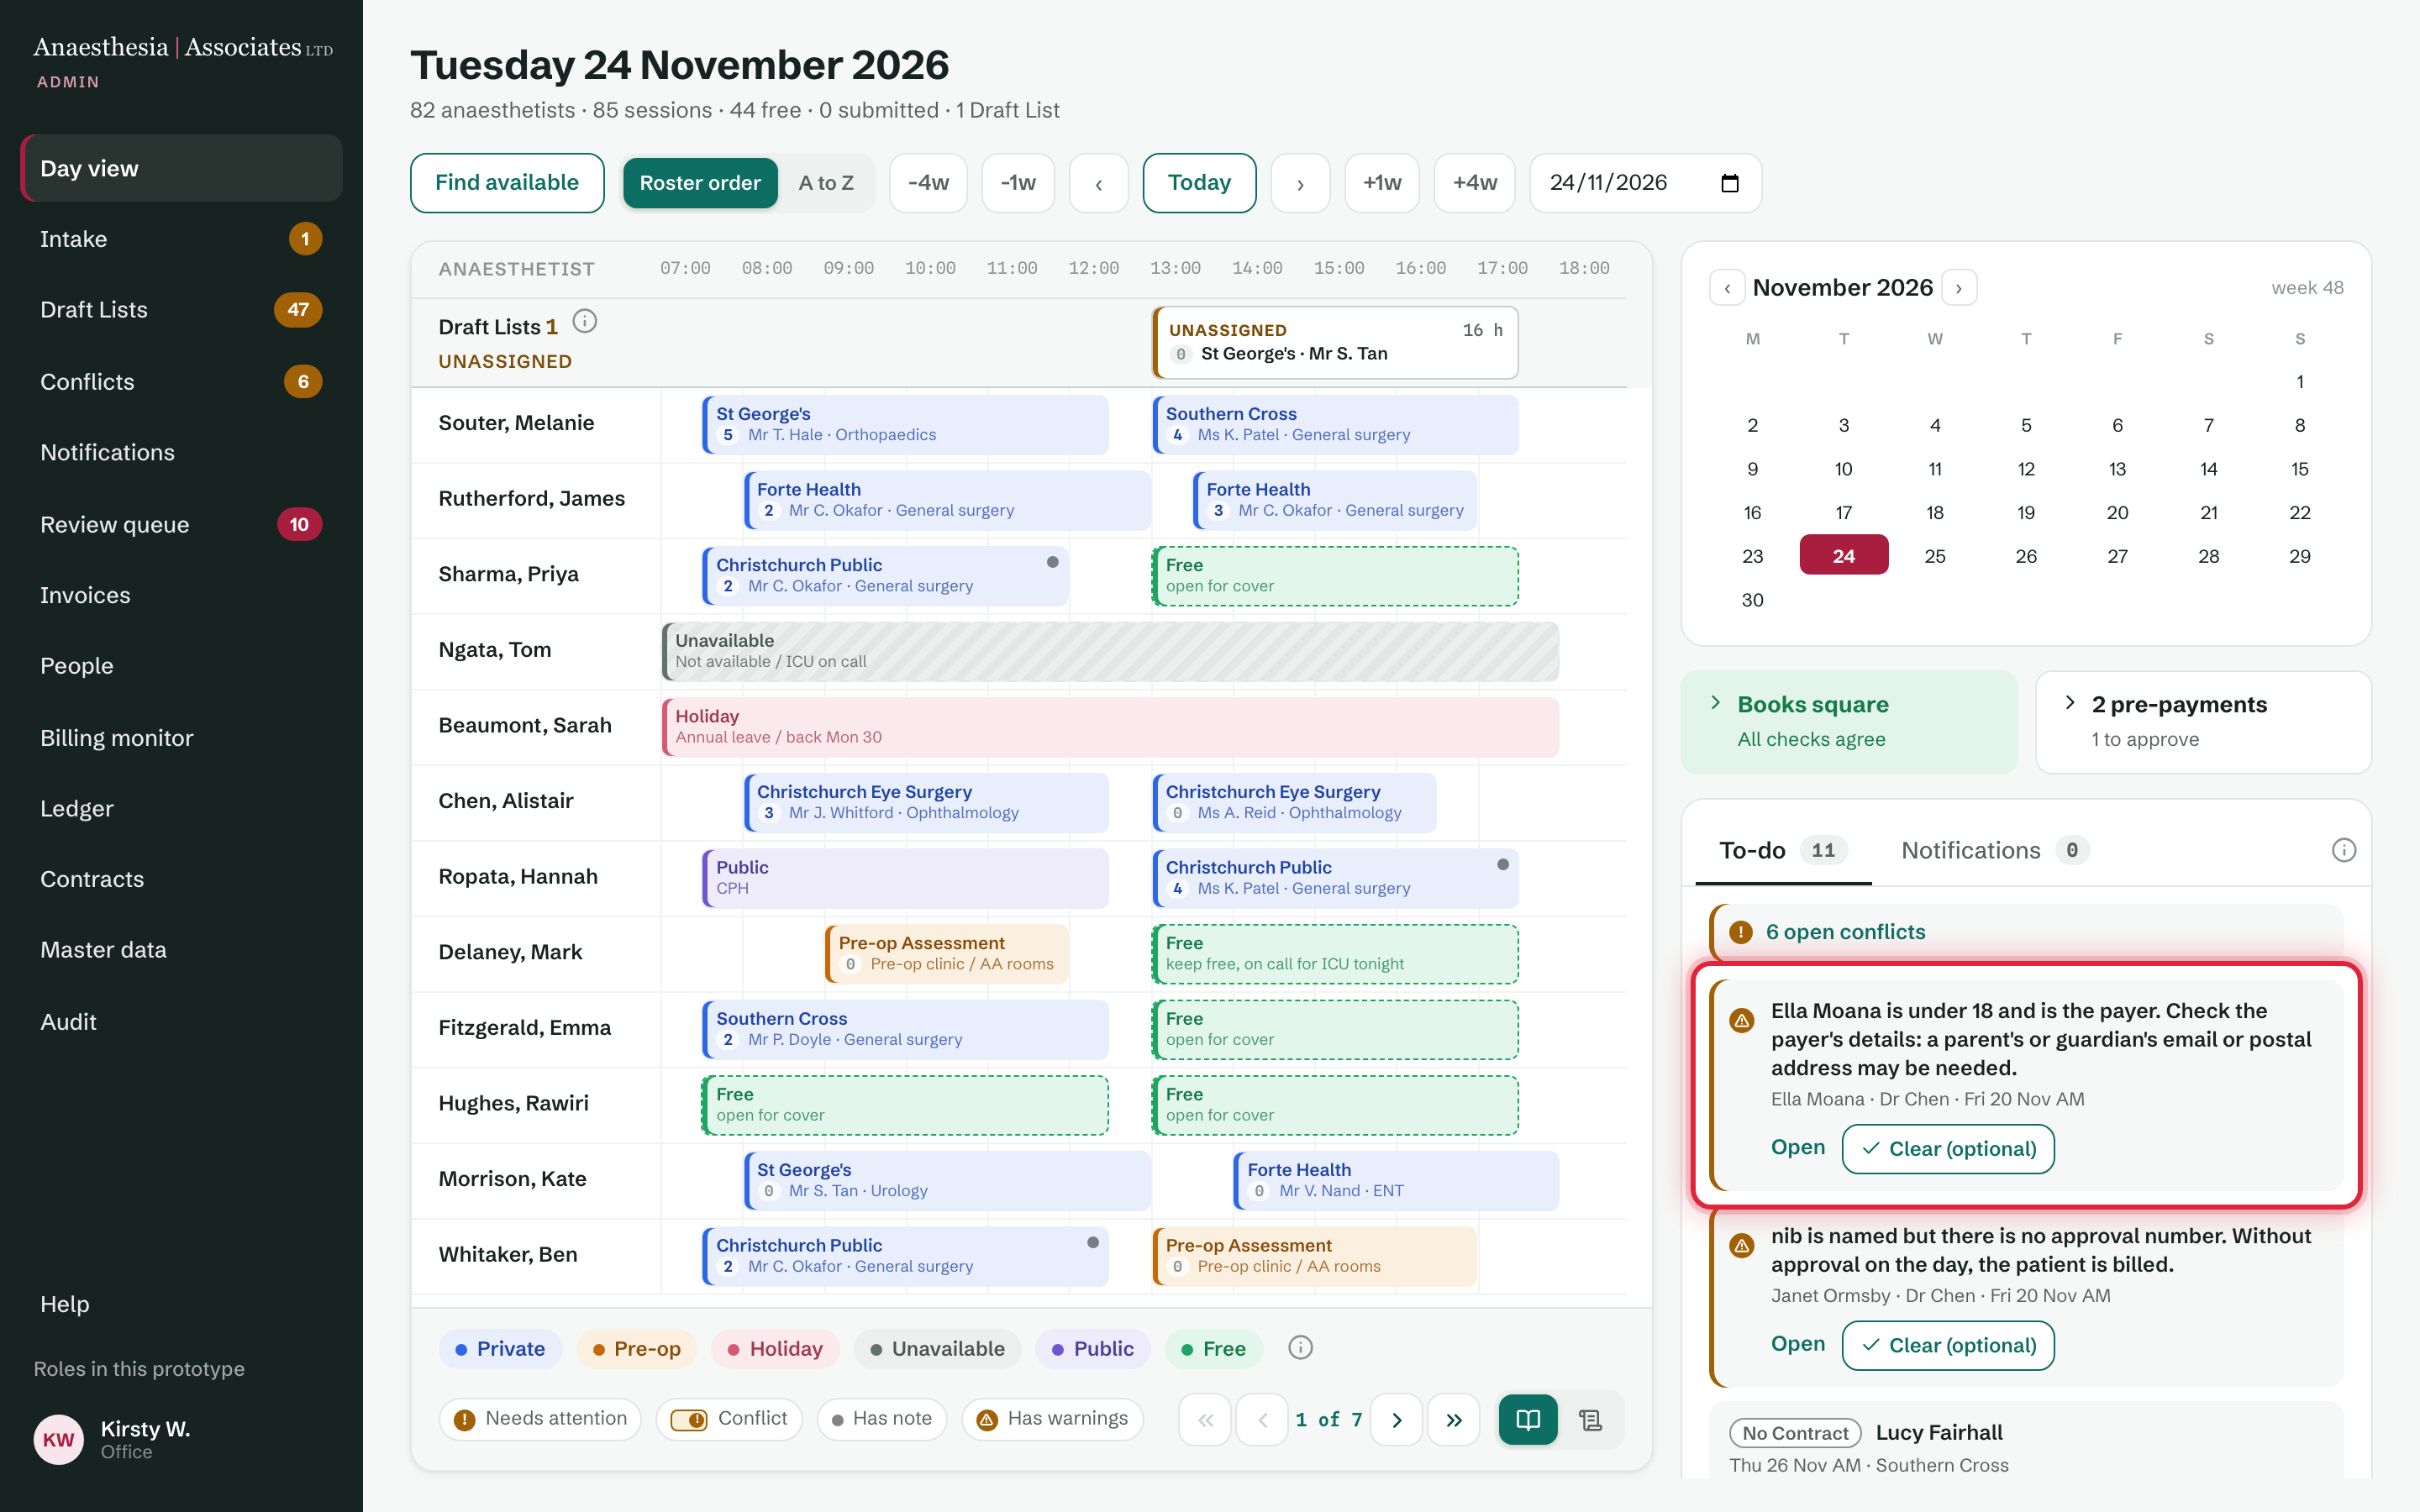 Anaesthesia | Associates LTD
ADMIN
Day view
Intake 1
Draft Lists 47
Conflicts 6
Notifications
Review queue 10
Invoices
People
Billing monitor
Ledger
Contracts
Master data
Audit
Help
Roles in this prototype
KW
Kirsty W.
Office
Tuesday 24 November 2026
82 anaesthetists · 85 sessions · 44 free · 0 submitted · 1 Draft List
Find available
Roster order
A to Z
-4w
-1w
‹
Today
›
+1w
+4w
24/11/2026
ANAESTHETIST 07:00 08:00 09:00 10:00 11:00 12:00 13:00 14:00 15:00 16:00 17:00 18:00
Draft Lists 1
UNASSIGNED
UNASSIGNED 16 h
0 St George's · Mr S. Tan
Souter, Melanie
St George's
5 Mr T. Hale · Orthopaedics
Southern Cross
4 Ms K. Patel · General surgery
Rutherford, James
Forte Health
2 Mr C. Okafor · General surgery
Forte Health
3 Mr C. Okafor · General surgery
Sharma, Priya
Christchurch Public
2 Mr C. Okafor · General surgery
Free
open for cover
Ngata, Tom
Unavailable
Not available / ICU on call
Beaumont, Sarah
Holiday
Annual leave / back Mon 30
Chen, Alistair
Christchurch Eye Surgery
3 Mr J. Whitford · Ophthalmology
Christchurch Eye Surgery
0 Ms A. Reid · Ophthalmology
Ropata, Hannah
Public
CPH
Christchurch Public
4 Ms K. Patel · General surgery
Delaney, Mark
Pre-op Assessment
0 Pre-op clinic / AA rooms
Free
keep free, on call for ICU tonight
Fitzgerald, Emma
Southern Cross
2 Mr P. Doyle · General surgery
Free
open for cover
Hughes, Rawiri
Free
open for cover
Free
open for cover
Morrison, Kate
St George's
0 Mr S. Tan · Urology
Forte Health
0 Mr V. Nand · ENT
Whitaker, Ben
Christchurch Public
2 Mr C. Okafor · General surgery
Pre-op Assessment
0 Pre-op clinic / AA rooms
Private
Pre-op
Holiday
Unavailable
Public
Free
Needs attention
Conflict
Has note
Has warnings
« ‹ 1 of 7 › »
‹ November 2026 › week 48
M T W T F S S
1
2 3 4 5 6 7 8
9 10 11 12 13 14 15
16 17 18 19 20 21 22
23 24 25 26 27 28 29
30
Books square
All checks agree
2 pre-payments
1 to approve
To-do 11
Notifications 0
6 open conflicts
Ella Moana is under 18 and is the payer. Check the
payer's details: a parent's or guardian's email or postal
address may be needed.
Ella Moana · Dr Chen · Fri 20 Nov AM
Open
Clear (optional)
nib is named but there is no approval number. Without
approval on the day, the patient is billed.
Janet Ormsby · Dr Chen · Fri 20 Nov AM
Open
Clear (optional)
No Contract Lucy Fairhall
Thu 26 Nov AM · Southern Cross